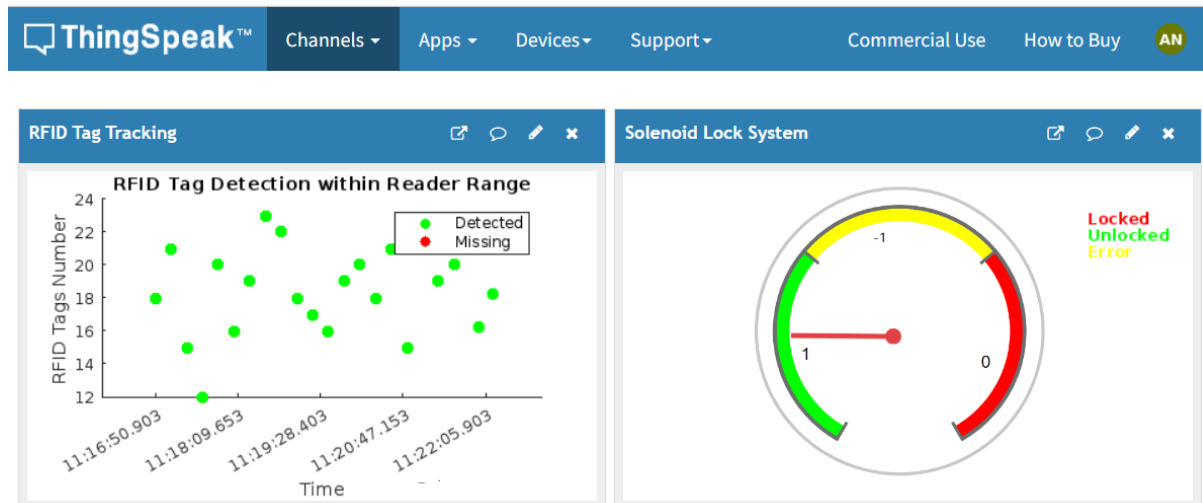 ThingSpeak™ Channels Apps Devices Support Commercial Use How to Buy AN
RFID Tag Tracking
RFID Tag Detection within Reader Range
Detected
Missing
RFID Tags Number
24
22
20
18
16
14
12
11:16:50.903
11:18:09.653
11:19:28.403
11:20:47.153
11:22:05.903
Time
Solenoid Lock System
Locked
Unlocked
Error
-1
1
0